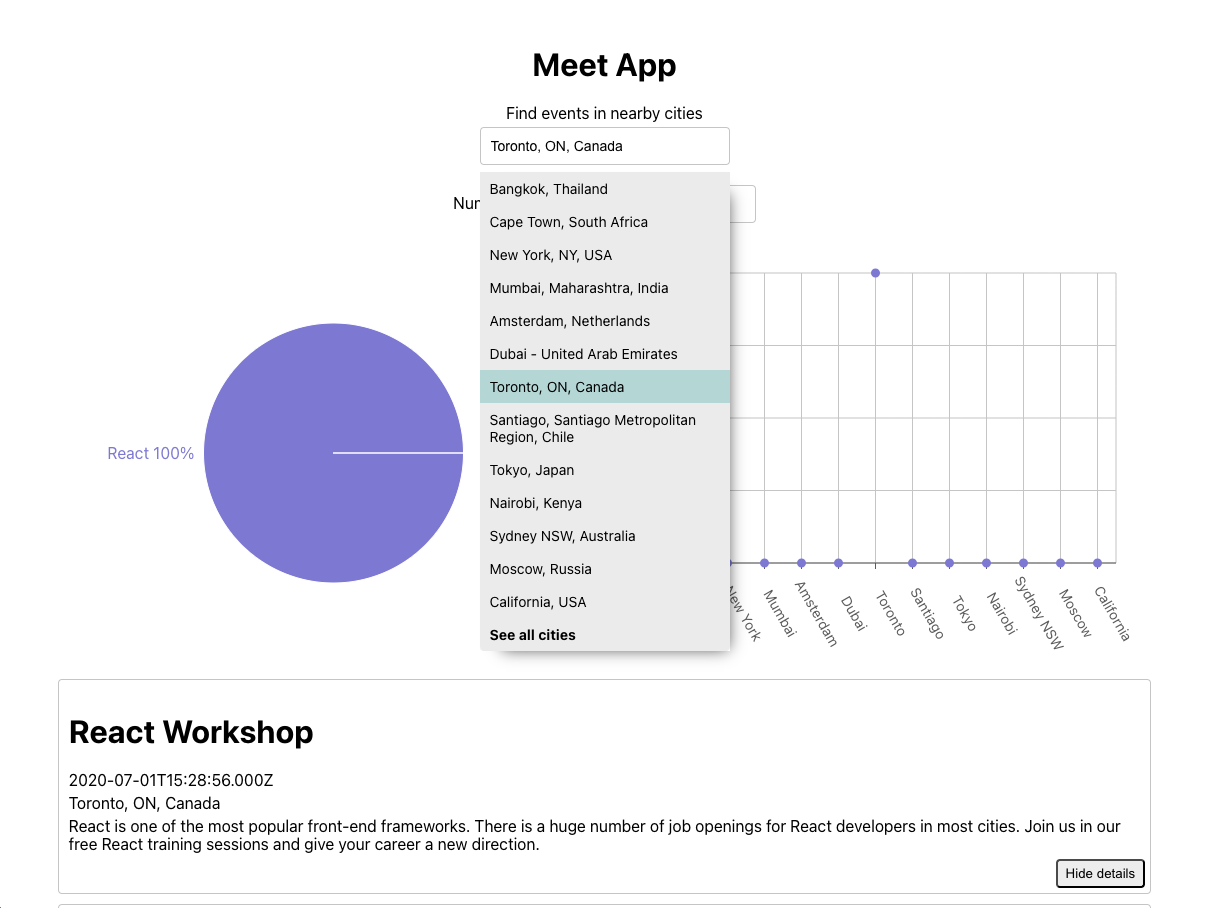 Meet App
Find events in nearby cities
Toronto, ON, Canada
Bangkok, Thailand
Cape Town, South Africa
New York, NY, USA
Mumbai, Maharashtra, India
Amsterdam, Netherlands
Dubai - United Arab Emirates
Toronto, ON, Canada
Santiago, Santiago Metropolitan
Region, Chile
Tokyo, Japan
Nairobi, Kenya
Sydney NSW, Australia
Moscow, Russia
California, USA
See all cities
React 100%
New York
Mumbai
Amsterdam
Dubai
Toronto
Santiago
Tokyo
Nairobi
Sydney NSW
Moscow
California
React Workshop
2020-07-01T15:28:56.000Z
Toronto, ON, Canada
React is one of the most popular front-end frameworks. There is a huge number of job openings for React developers in most cities. Join us in our
free React training sessions and give your career a new direction.
Hide details